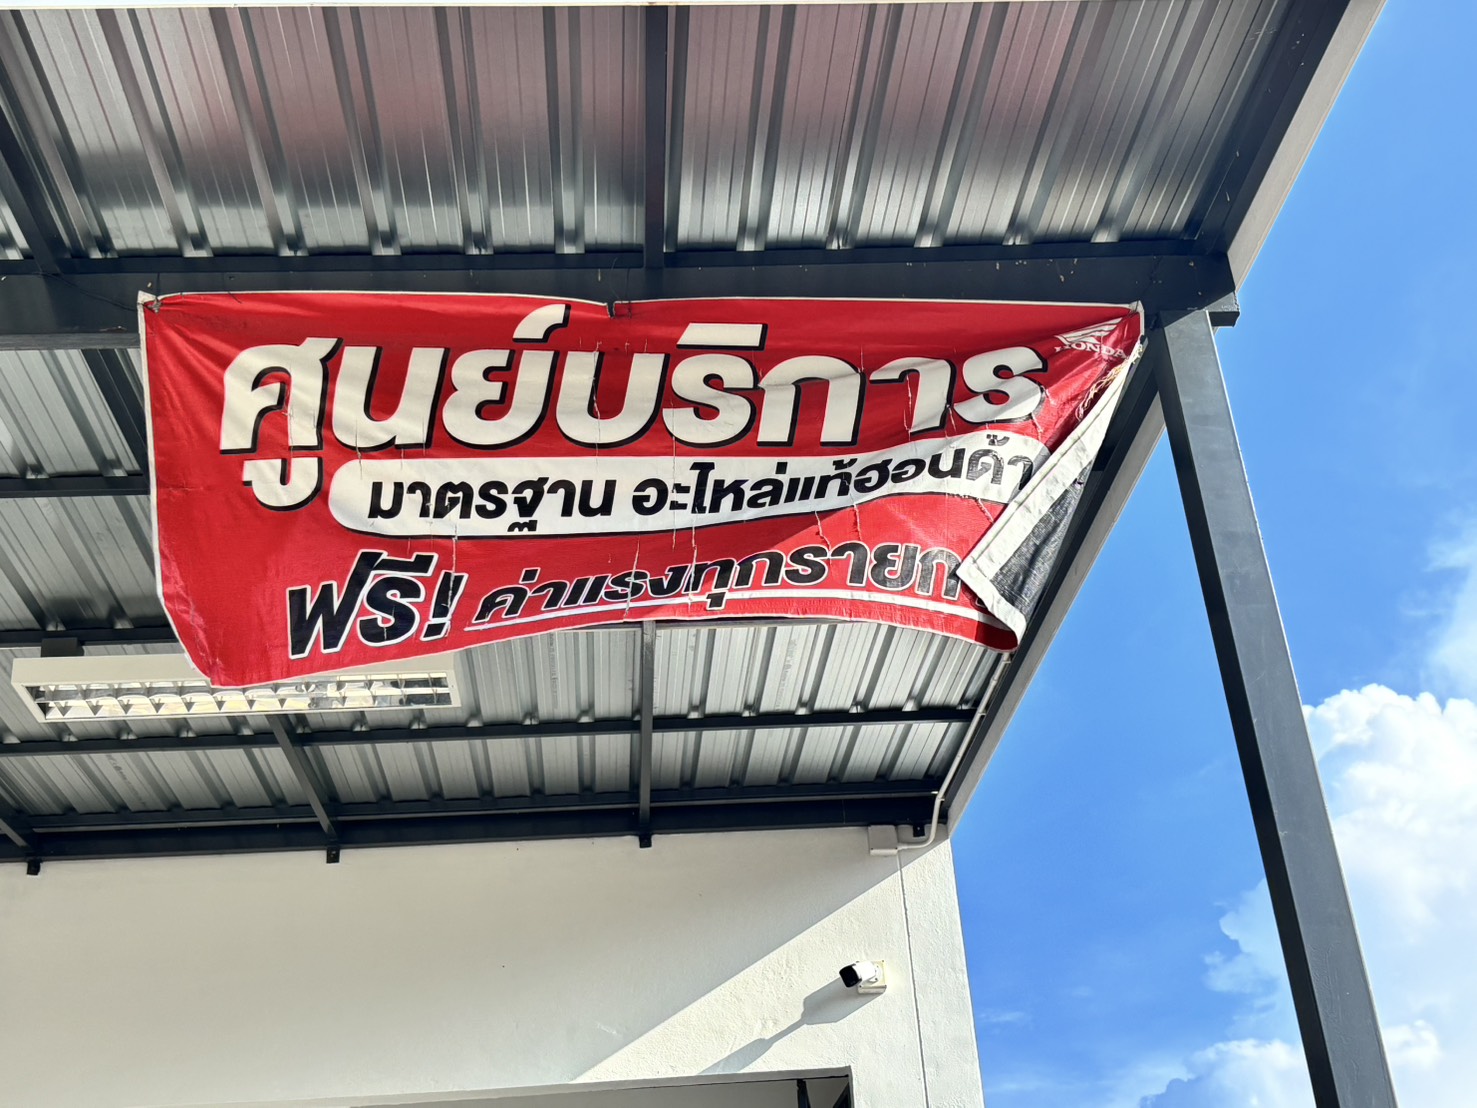 ศูนย์บริการ
HONDA
มาตรฐาน อะไหล่แท้ฮอนด้า
ฟรี! ค่าแรงทุกรายก